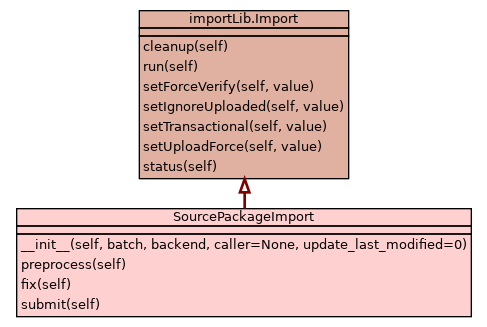 importLib.Import
cleanup(self)
run(self)
setForceVerify(self, value)
setIgnoreUploaded(self, value)
setTransactional(self, value)
setUploadForce(self, value)
status(self)
SourcePackageImport
__init__(self, batch, backend, caller=None, update_last_modified=0)
preprocess(self)
fix(self)
submit(self)